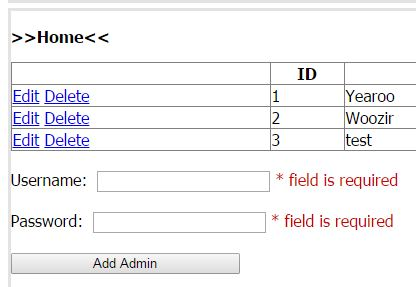 >>Home<<
ID
Edit Delete 1 Yearoo
Edit Delete 2 Woozir
Edit Delete 3 test
Username: * field is required
Password: * field is required
Add Admin